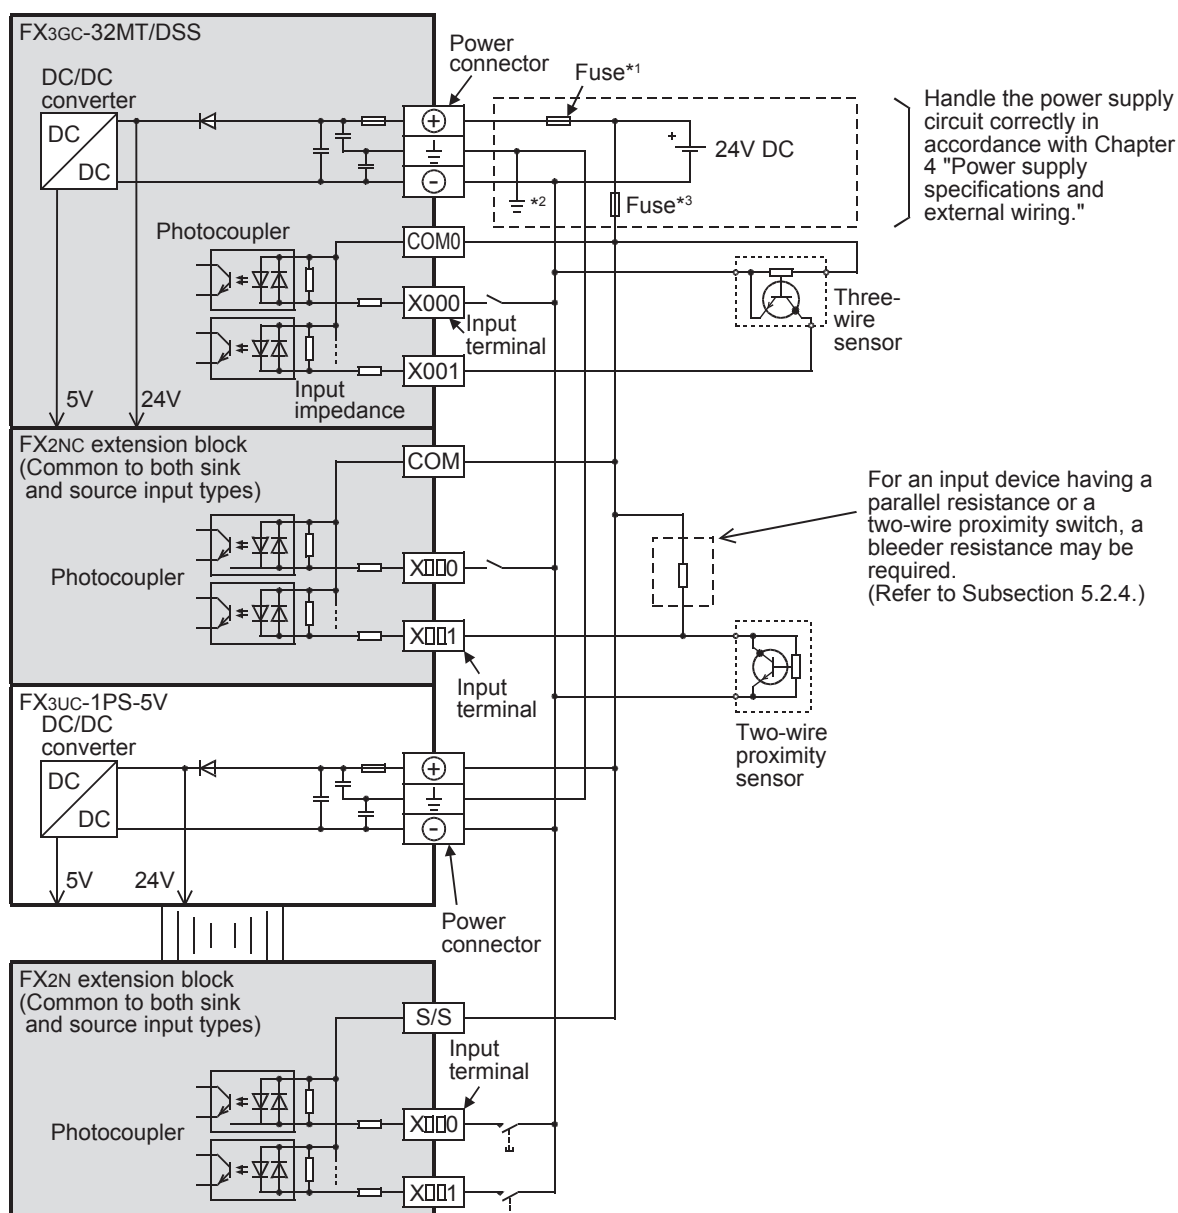 FX3GC-32MT/DSS
Power
connector
Fuse*1
DC/DC
converter
DC
DC
24V DC
*2
Fuse*3
Handle the power supply
circuit correctly in
accordance with Chapter
4 "Power supply
specifications and
external wiring."
Photocoupler
COM0
X000
Input
terminal
X001
Input
impedance
Three-
wire
sensor
5V
24V
FX2NC extension block
(Common to both sink
and source input types)
COM
Photocoupler
X□□0
X□□1
Input
terminal
For an input device having a
parallel resistance or a
two-wire proximity switch, a
bleeder resistance may be
required.
(Refer to Subsection 5.2.4.)
Two-wire
proximity
sensor
FX3UC-1PS-5V
DC/DC
converter
DC
DC
5V
24V
Power
connector
FX2N extension block
(Common to both sink
and source input types)
S/S
Input
terminal
Photocoupler
X□□0
X□□1